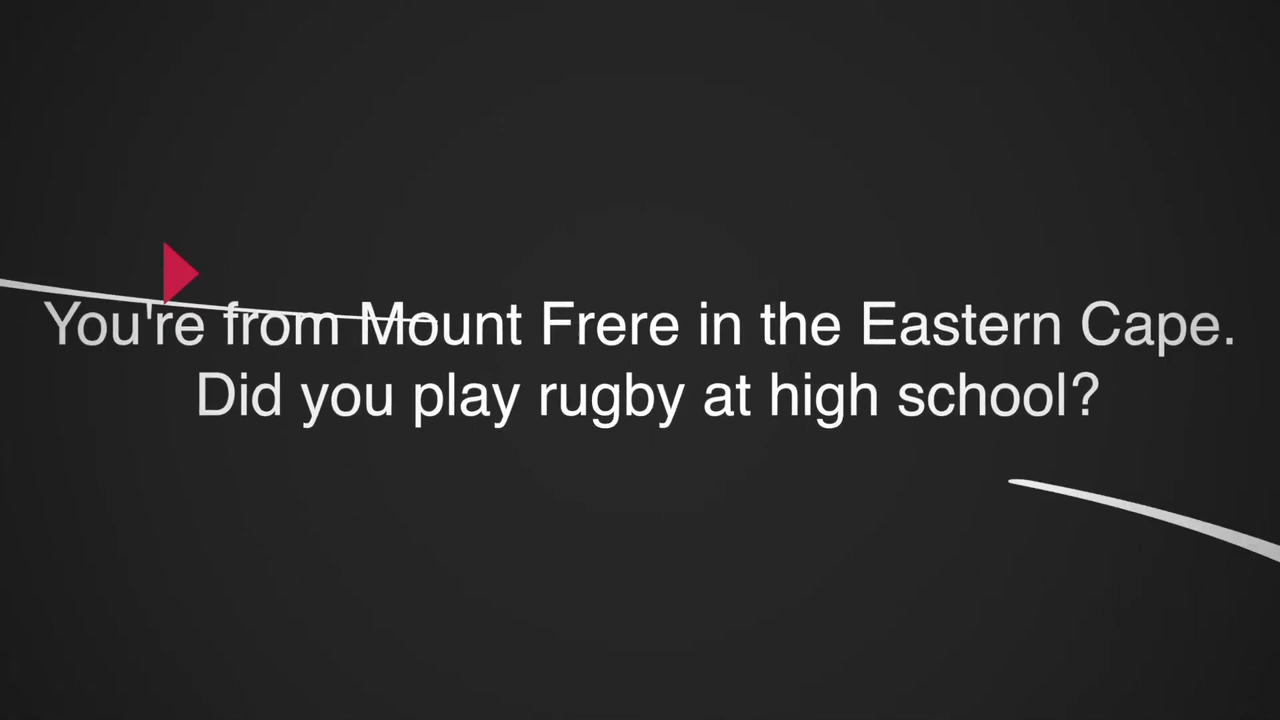 You're from Mount Frere in the Eastern Cape.
Did you play rugby at high school?